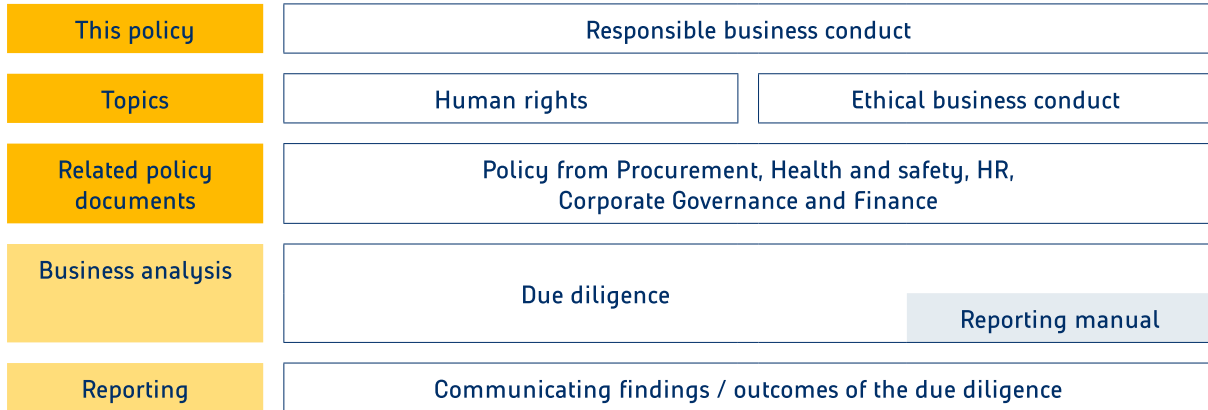 This policy
Responsible business conduct
Topics
Human rights
Ethical business conduct
Related policy
documents
Policy from Procurement, Health and safety, HR,
Corporate Governance and Finance
Business analysis
Due diligence
Reporting manual
Reporting
Communicating findings / outcomes of the due diligence